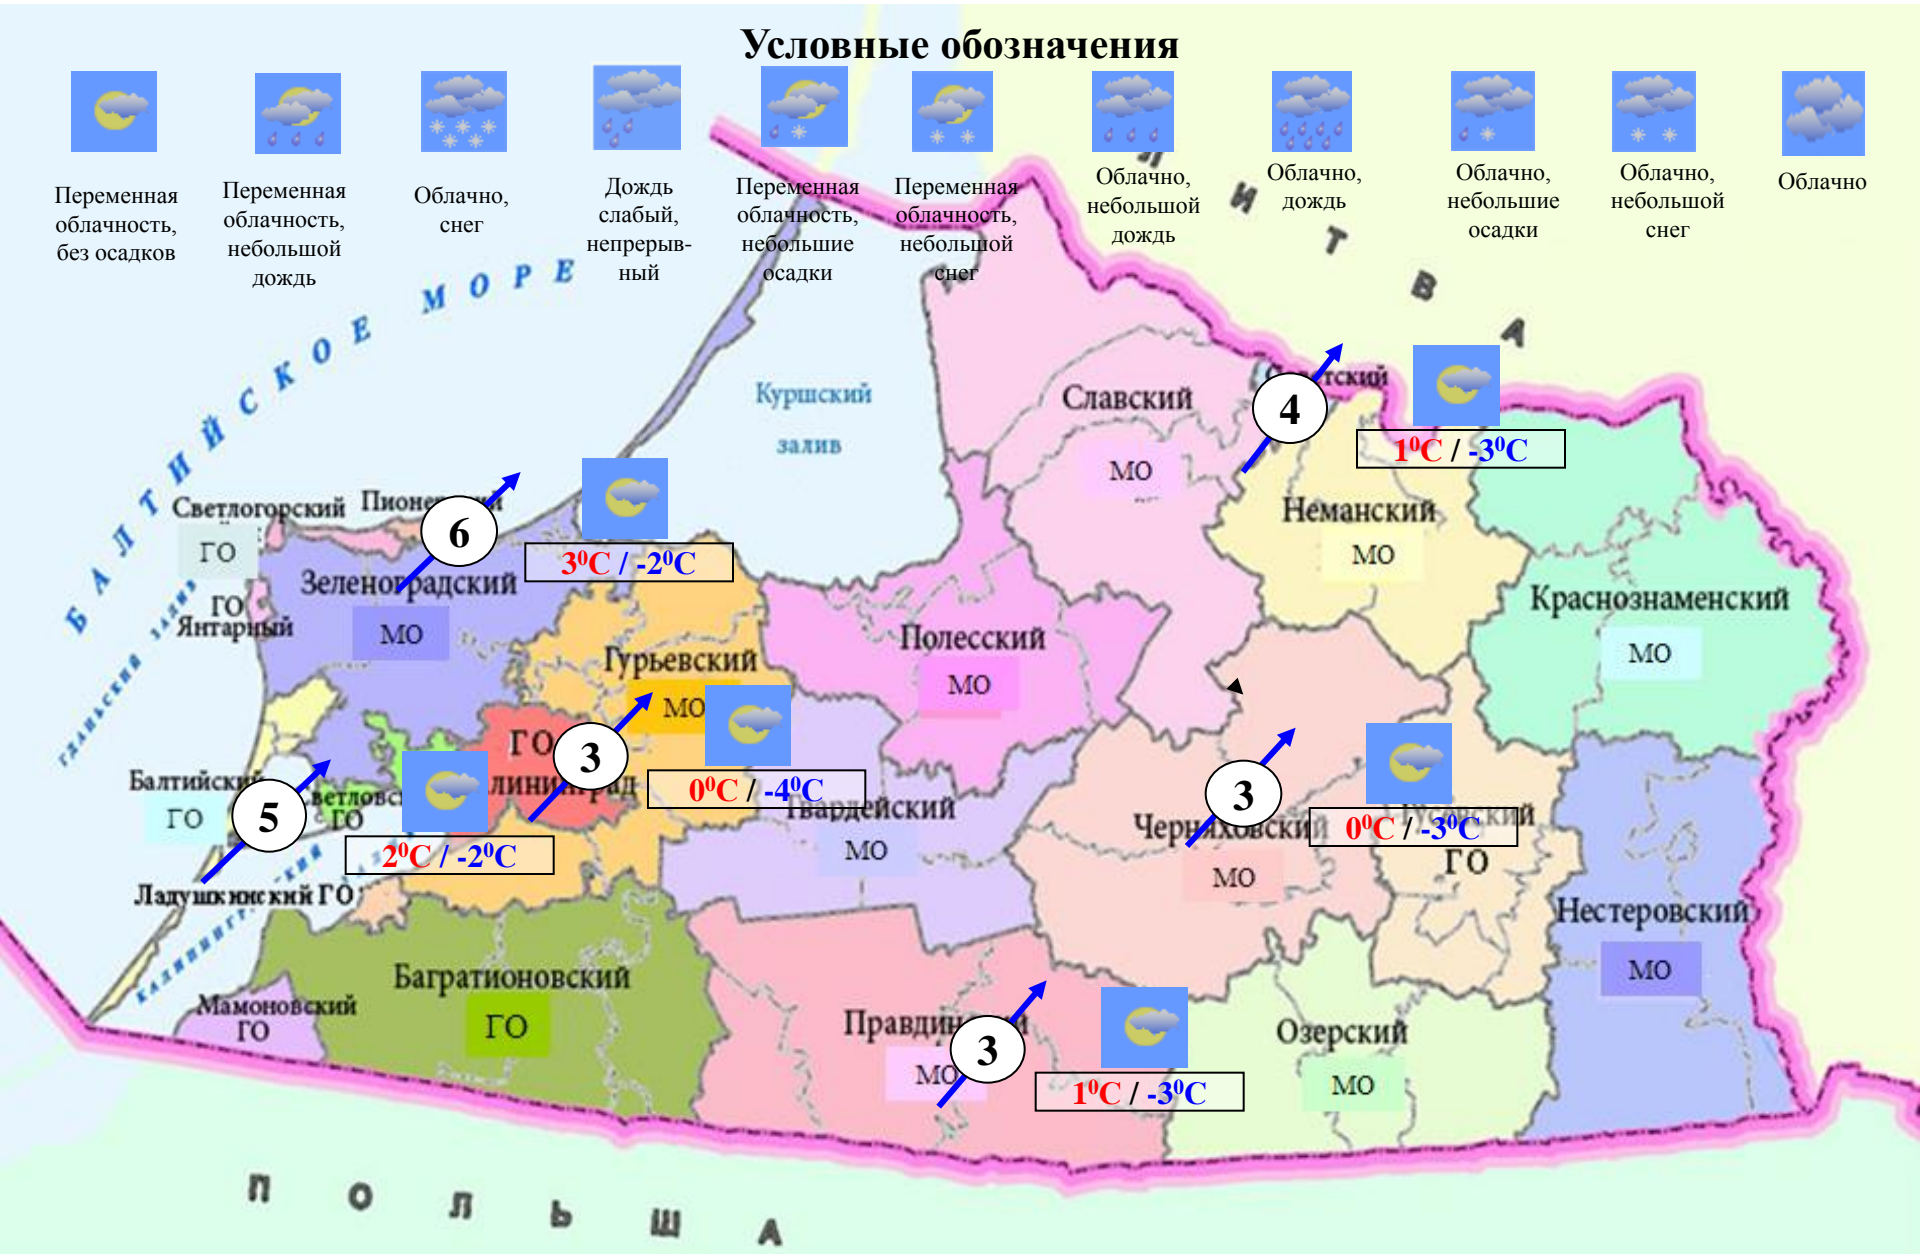 Условные обозначения
Переменная
облачность,
без осадков
Переменная
облачность,
небольшой
дождь
Облачно,
снег
Дождь
слабый,
непрерыв-
ный
Переменная
облачность,
небольшие
осадки
Переменная
облачность,
небольшой
снег
Облачно,
небольшой
дождь
Облачно,
дождь
Облачно,
небольшие
осадки
Облачно,
небольшой
снег
Облачно
ЛИТВА
БАЛТИЙСКОЕ МОРЕ
Куршский
залив
Славский
МО
4
1⁰C / -3⁰C
Неманский
МО
Светлогорский
ГО
6
3⁰C / -2⁰C
Зеленоградский
МО
ГО
Янтарный
Краснознаменский
МО
Полесский
МО
Гурьевский
МО
ГО
3
0⁰C / -4⁰C
Балтийский
ГО
5
ГО
2⁰C / -2⁰C
Гвардейский
МО
Черняховский
МО
3
0⁰C / -3⁰C
ГО
Ладушкинский ГО
Нестеровский
МО
Багратионовский
ГО
Мамоновский
ГО
Правдинский
МО
3
1⁰C / -3⁰C
Озерский
МО
ПОЛЬША